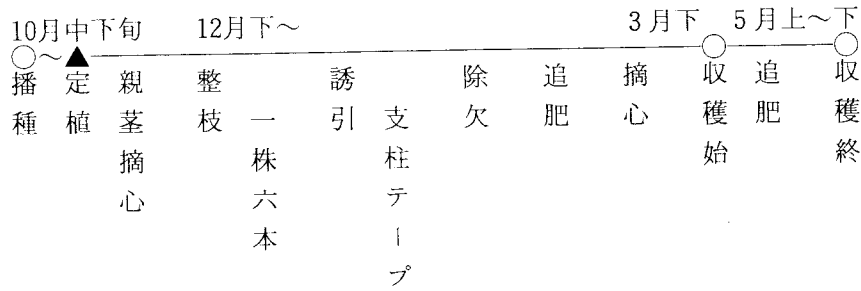 10月中下旬 12月下〜 3月下 5月上〜下
○〜▲ ○ ○
播種
定植
親茎摘心
整枝
一株六本
誘引
支柱テープ
除欠
追肥
摘心
収穫始
追肥
収穫終